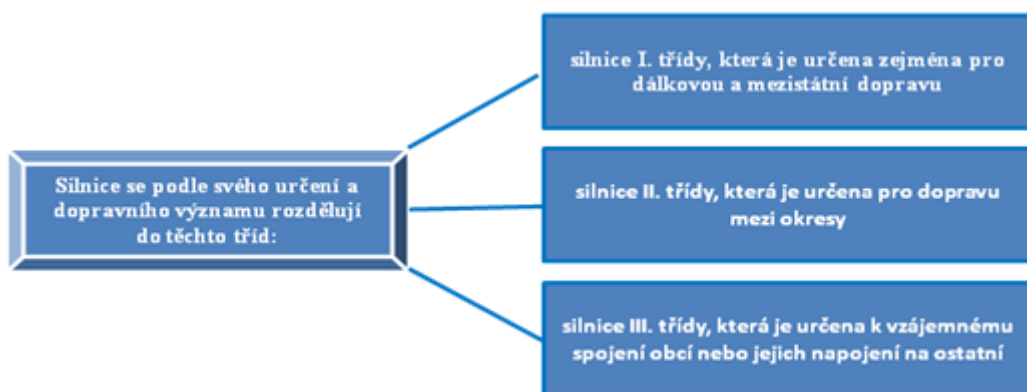 Silnice se podle svého určení a
dopravního významu rozdělují
do těchto tříd:
silnice I. třídy, která je určena zejména pro
dálkovou a mezistátní dopravu
silnice II. třídy, která je určena pro dopravu
mezi okresy
silnice III. třídy, která je určena k vzájemnému
spojení obcí nebo jejich napojení na ostatní